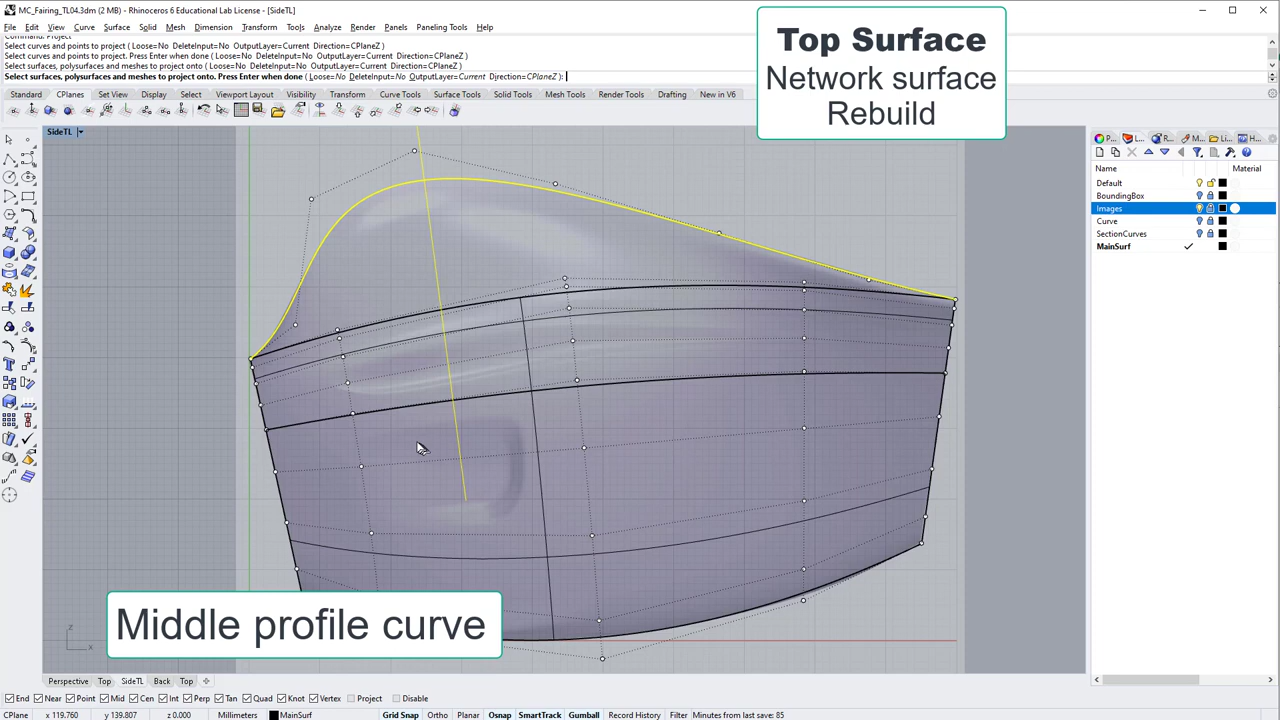 MC_Fairing_TL04.3dm (2 MB) - Rhinoceros 6 Educational Lab License - [SideTL]
File Edit View Curve Surface Solid Mesh Dimension Transform Tools Analyze Render Panels Paneling Tools Help
Select curves and points to project ( Loose=No DeleteInput=No OutputLayer=Current Direction=CPlaneZ )
Select curves and points to project. Press Enter when done ( Loose=No DeleteInput=No OutputLayer=Current Direction=CPlaneZ )
Select surfaces, polysurfaces and meshes to project onto ( Loose=No DeleteInput=No OutputLayer=Current Direction=CPlaneZ )
Select surfaces, polysurfaces and meshes to project onto. Press Enter when done ( Loose=No DeleteInput=No OutputLayer=Current Direction=CPlaneZ ):
Top Surface
Network surface
Rebuild
Standard CPlanes Set View Display Select Viewport Layout Visibility Transform Curve Tools Surface Tools Solid Tools Mesh Tools Render Tools Drafting New in V6
SideTL
P... L... R... M... Li... H...
Name Material
Default
BoundingBox
Images
Curve
SectionCurves
MainSurf
Middle profile curve
z
x
Perspective Top SideTL Back Top
End Near Point Mid Cen Int Perp Tan Quad Knot Vertex Project Disable
CPlane x 119.760 y 139.807 z 0.000 Millimeters MainSurf Grid Snap Ortho Planar Osnap SmartTrack Gumball Record History Filter Minutes from last save: 85